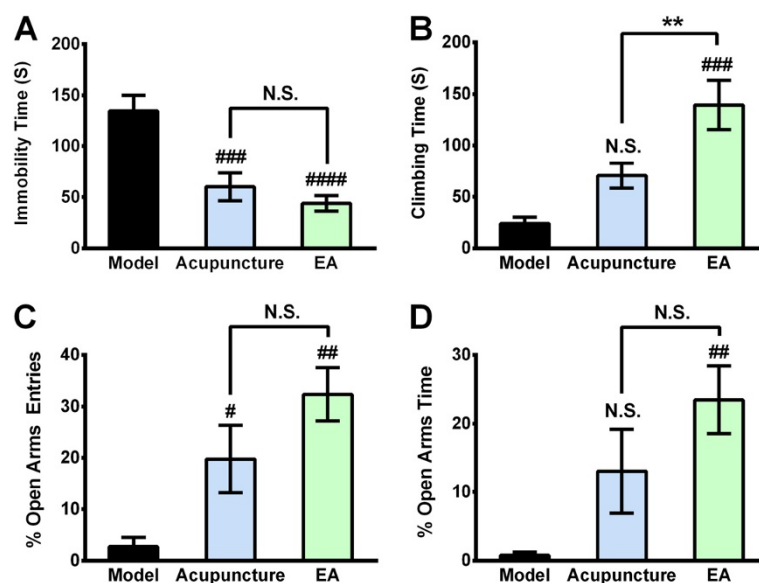 A
Immobility Time (S)
200
150
100
50
0
N.S.
###
####
Model Acupuncture EA
B
Climbing Time (S)
200
150
100
50
0
**
###
N.S.
Model Acupuncture EA
C
% Open Arms Entries
40
30
20
10
0
N.S.
##
#
Model Acupuncture EA
D
% Open Arms Time
30
20
10
0
N.S.
##
N.S.
Model Acupuncture EA